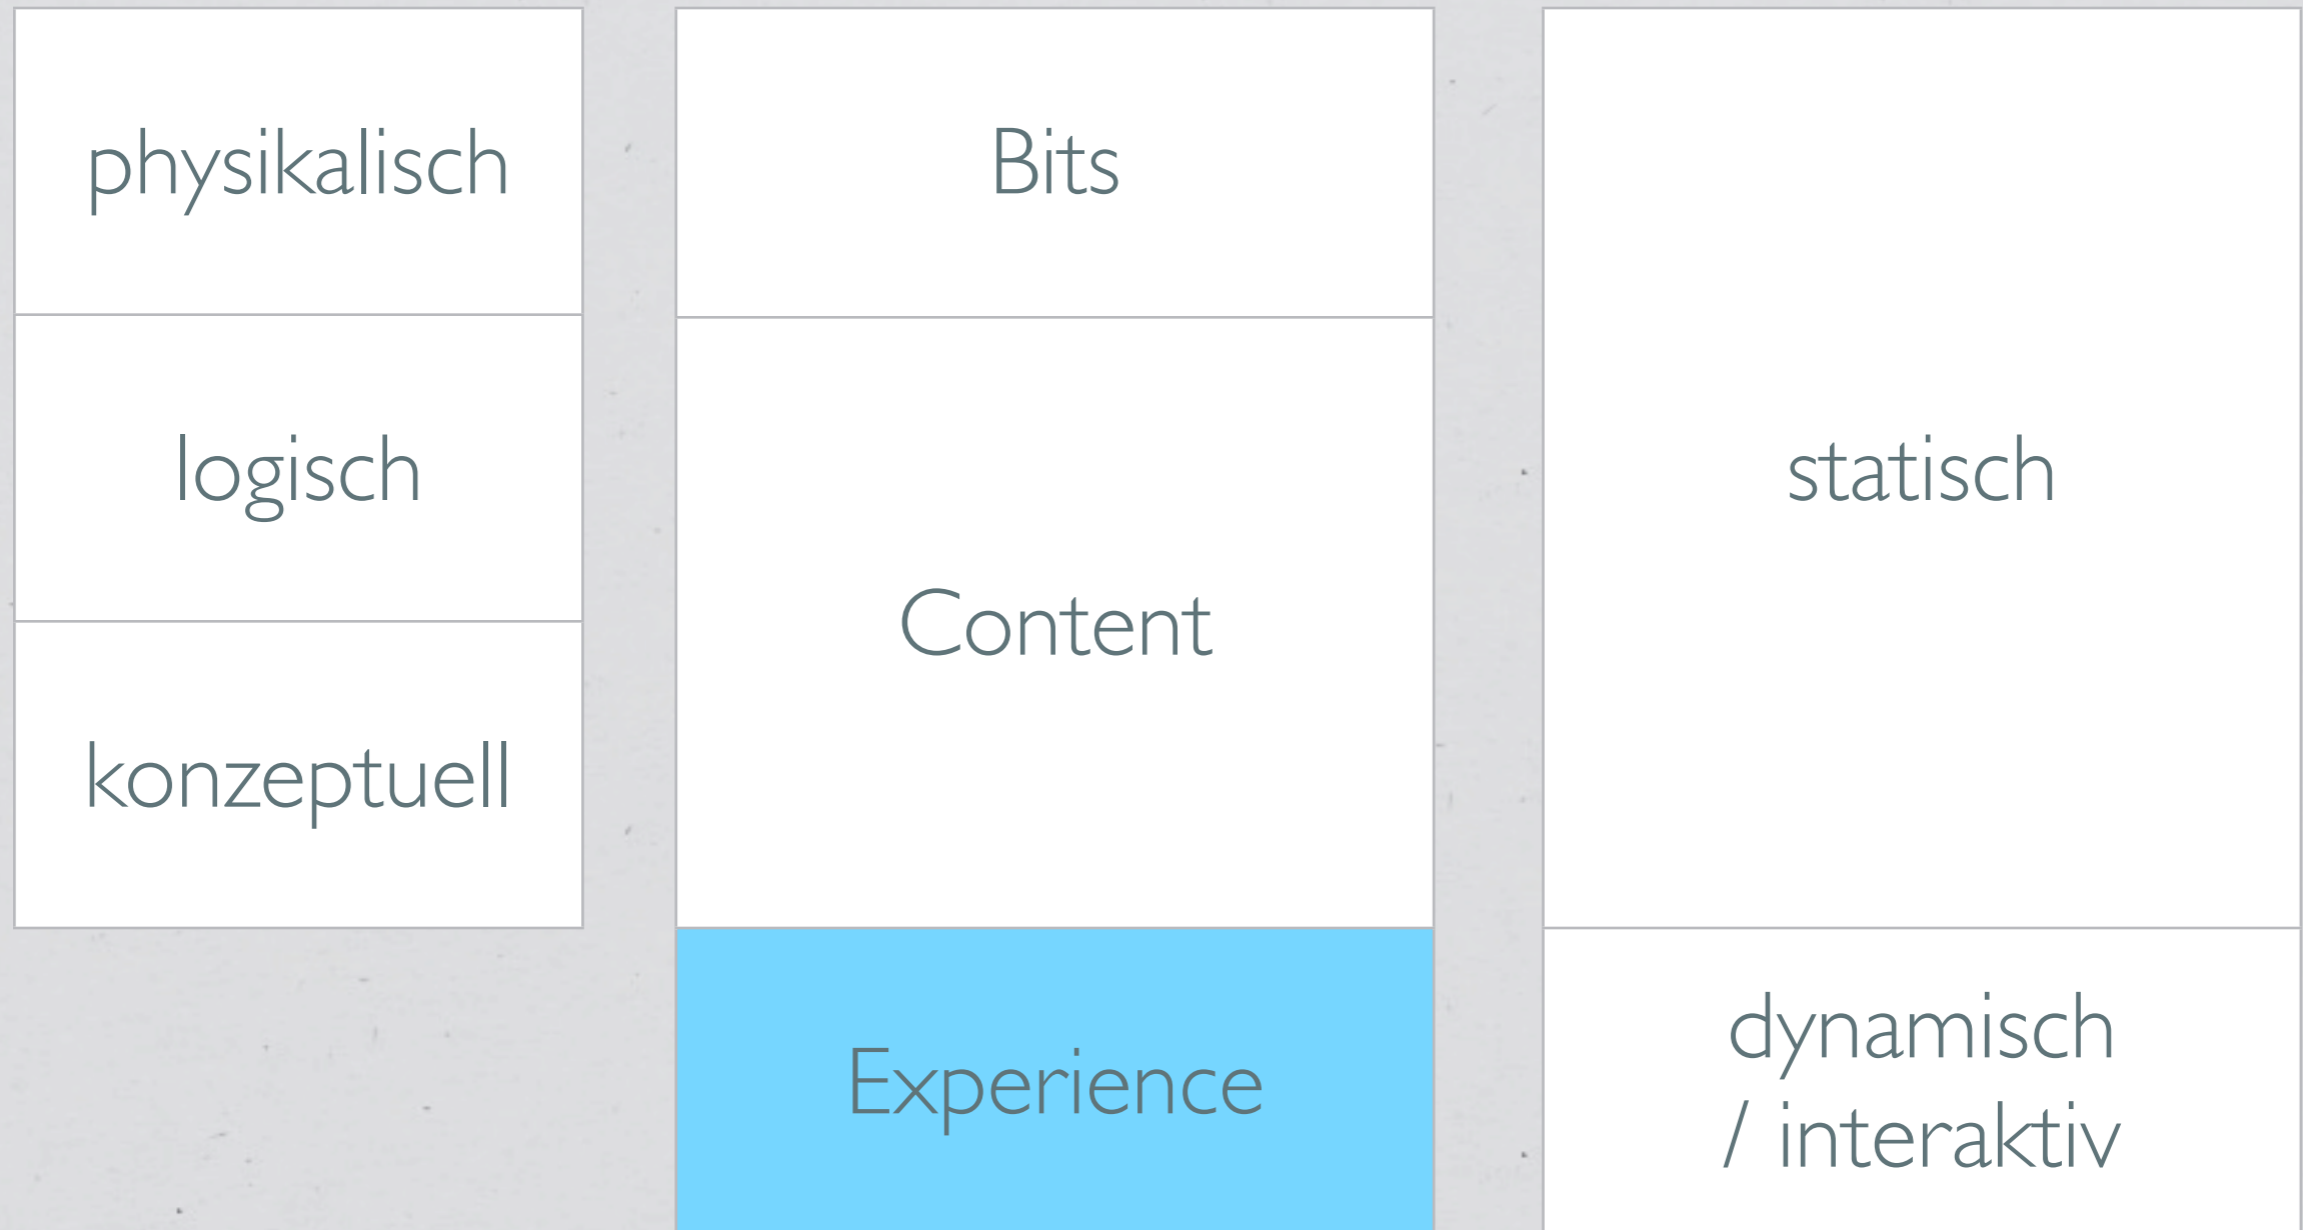 physikalisch
logisch
konzeptuell
Bits
Content
Experience
statisch
dynamisch
/ interaktiv